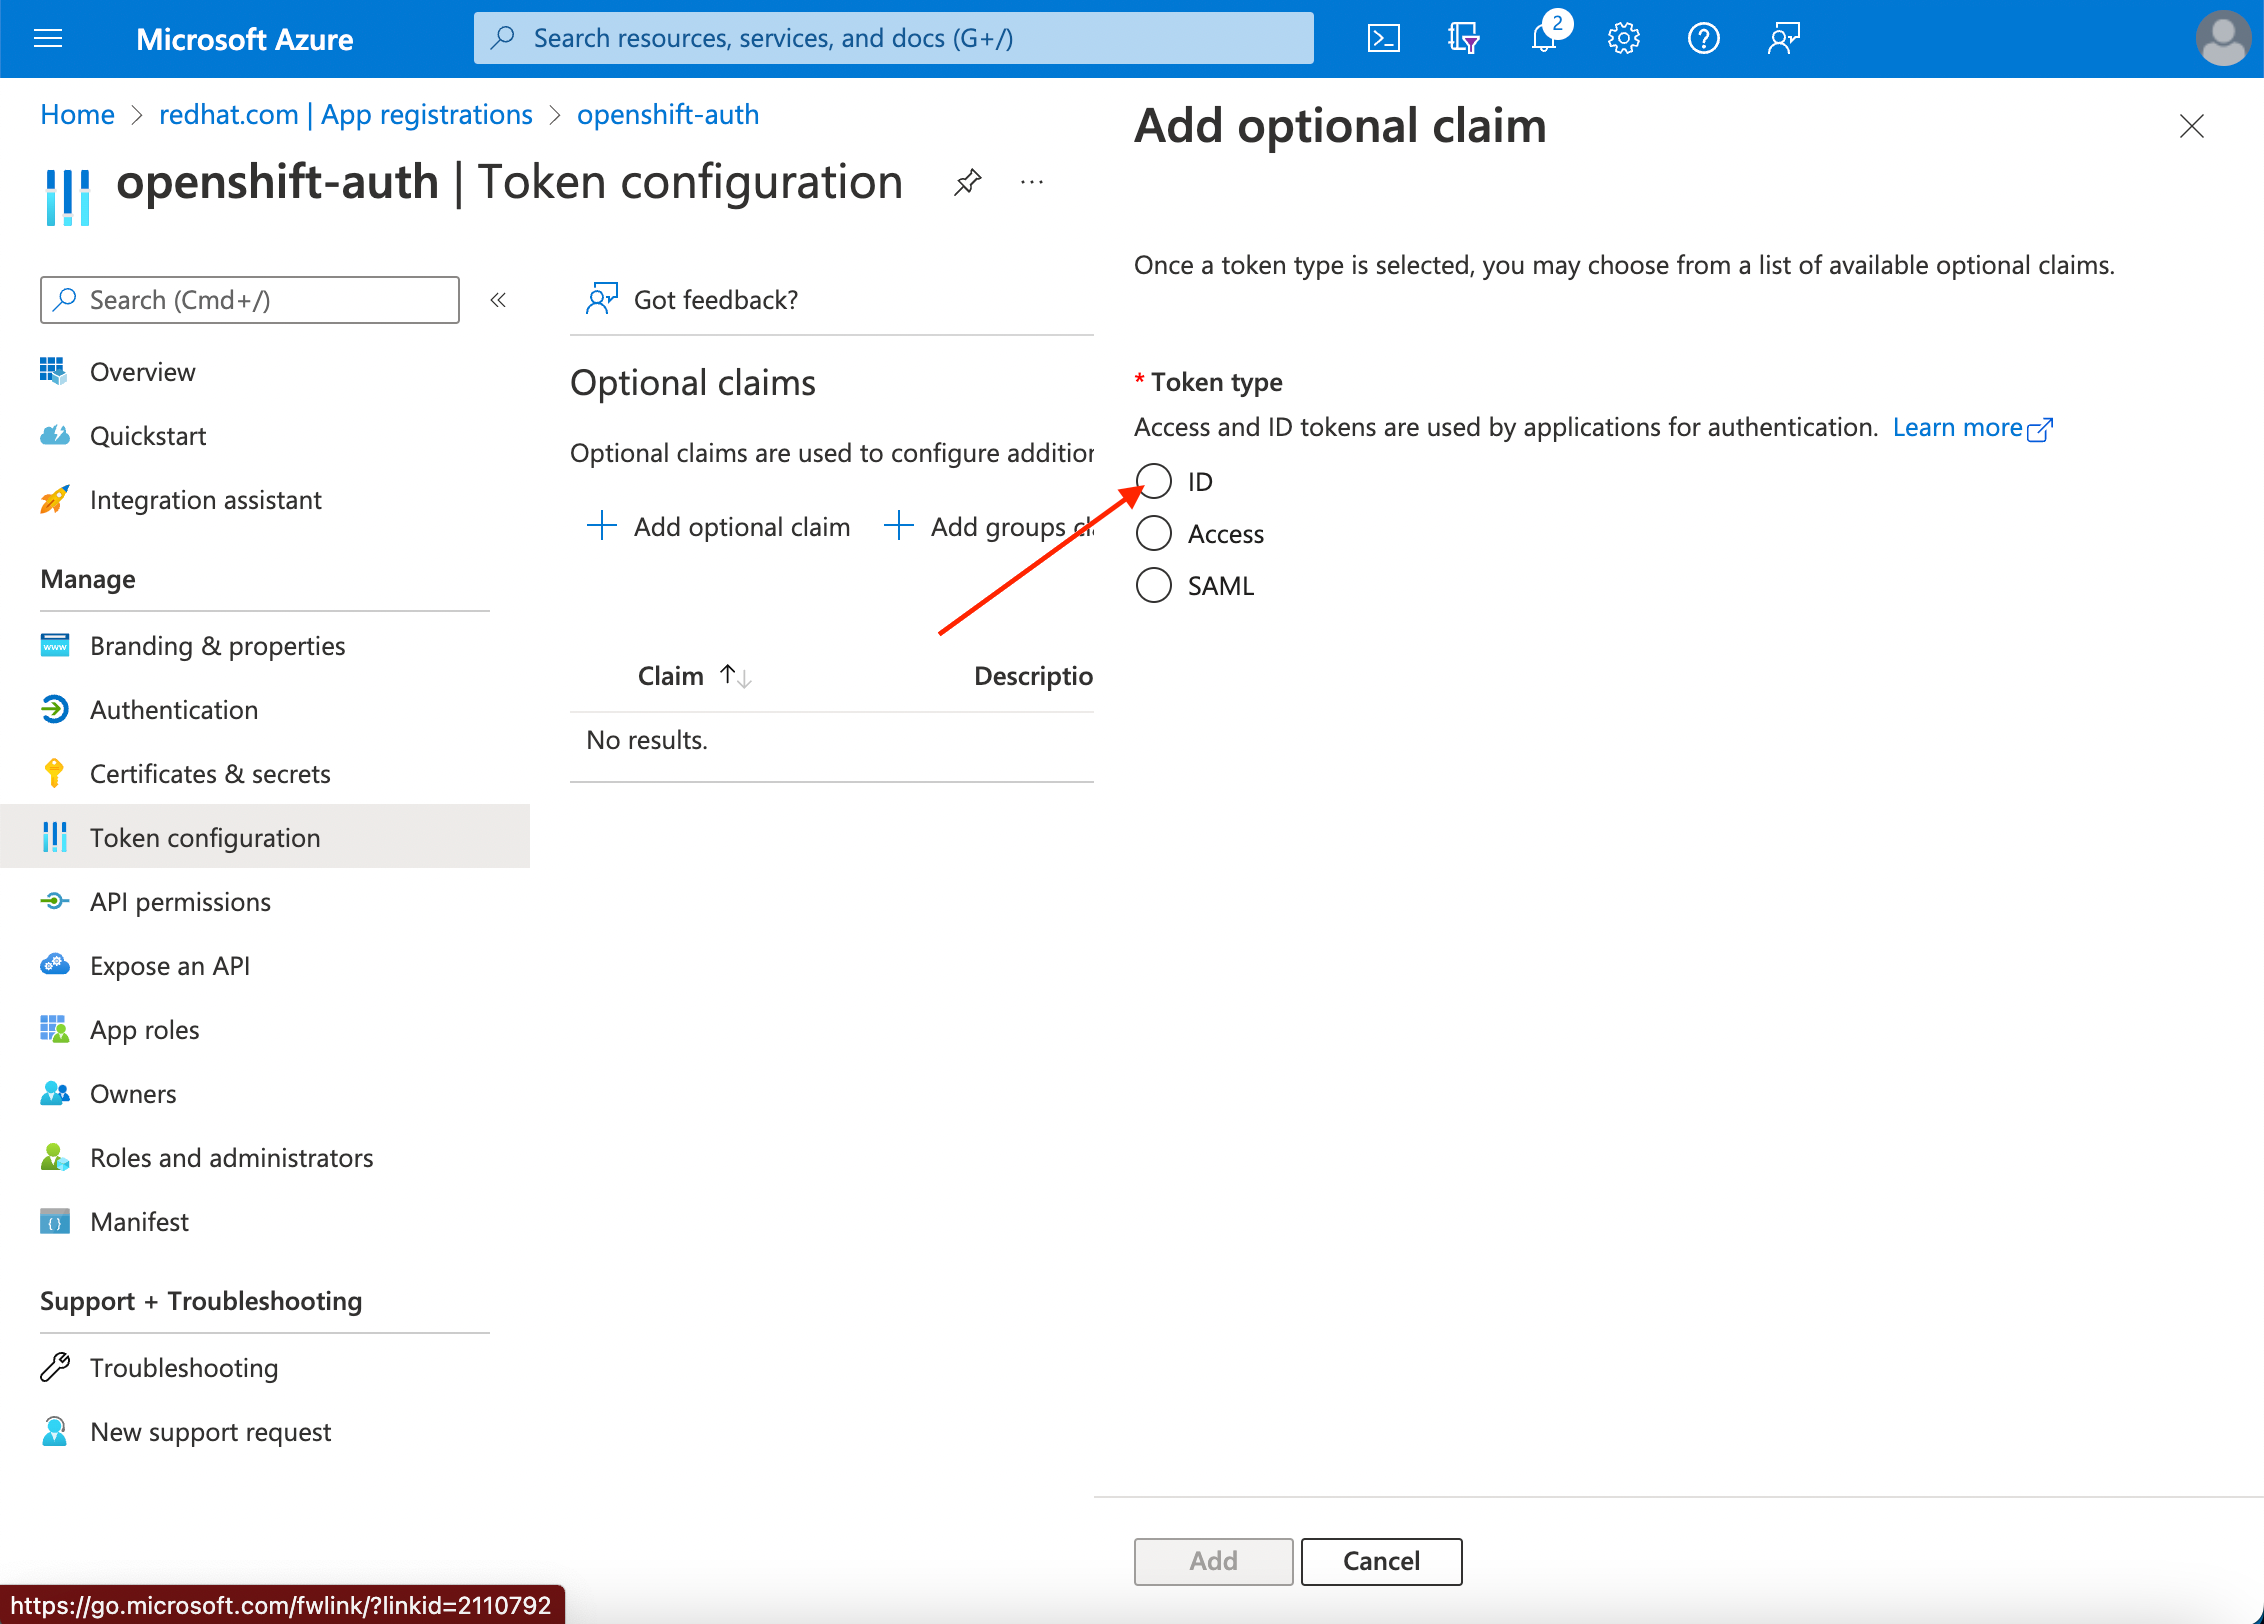 Microsoft Azure
Search resources, services, and docs (G+/)
2
Home > redhat.com | App registrations > openshift-auth
openshift-auth | Token configuration
...
Search (Cmd+/)
«
Overview
Quickstart
Integration assistant
Manage
Branding & properties
Authentication
Certificates & secrets
Token configuration
API permissions
Expose an API
App roles
Owners
Roles and administrators
Manifest
Support + Troubleshooting
Troubleshooting
New support request
Got feedback?
Optional claims
Optional claims are used to configure addition
Add optional claim
Add groups cla
Claim
Descriptio
No results.
Add optional claim
Once a token type is selected, you may choose from a list of available optional claims.
* Token type
Access and ID tokens are used by applications for authentication. Learn more
ID
Access
SAML
Add
Cancel
https://go.microsoft.com/fwlink/?linkid=2110792